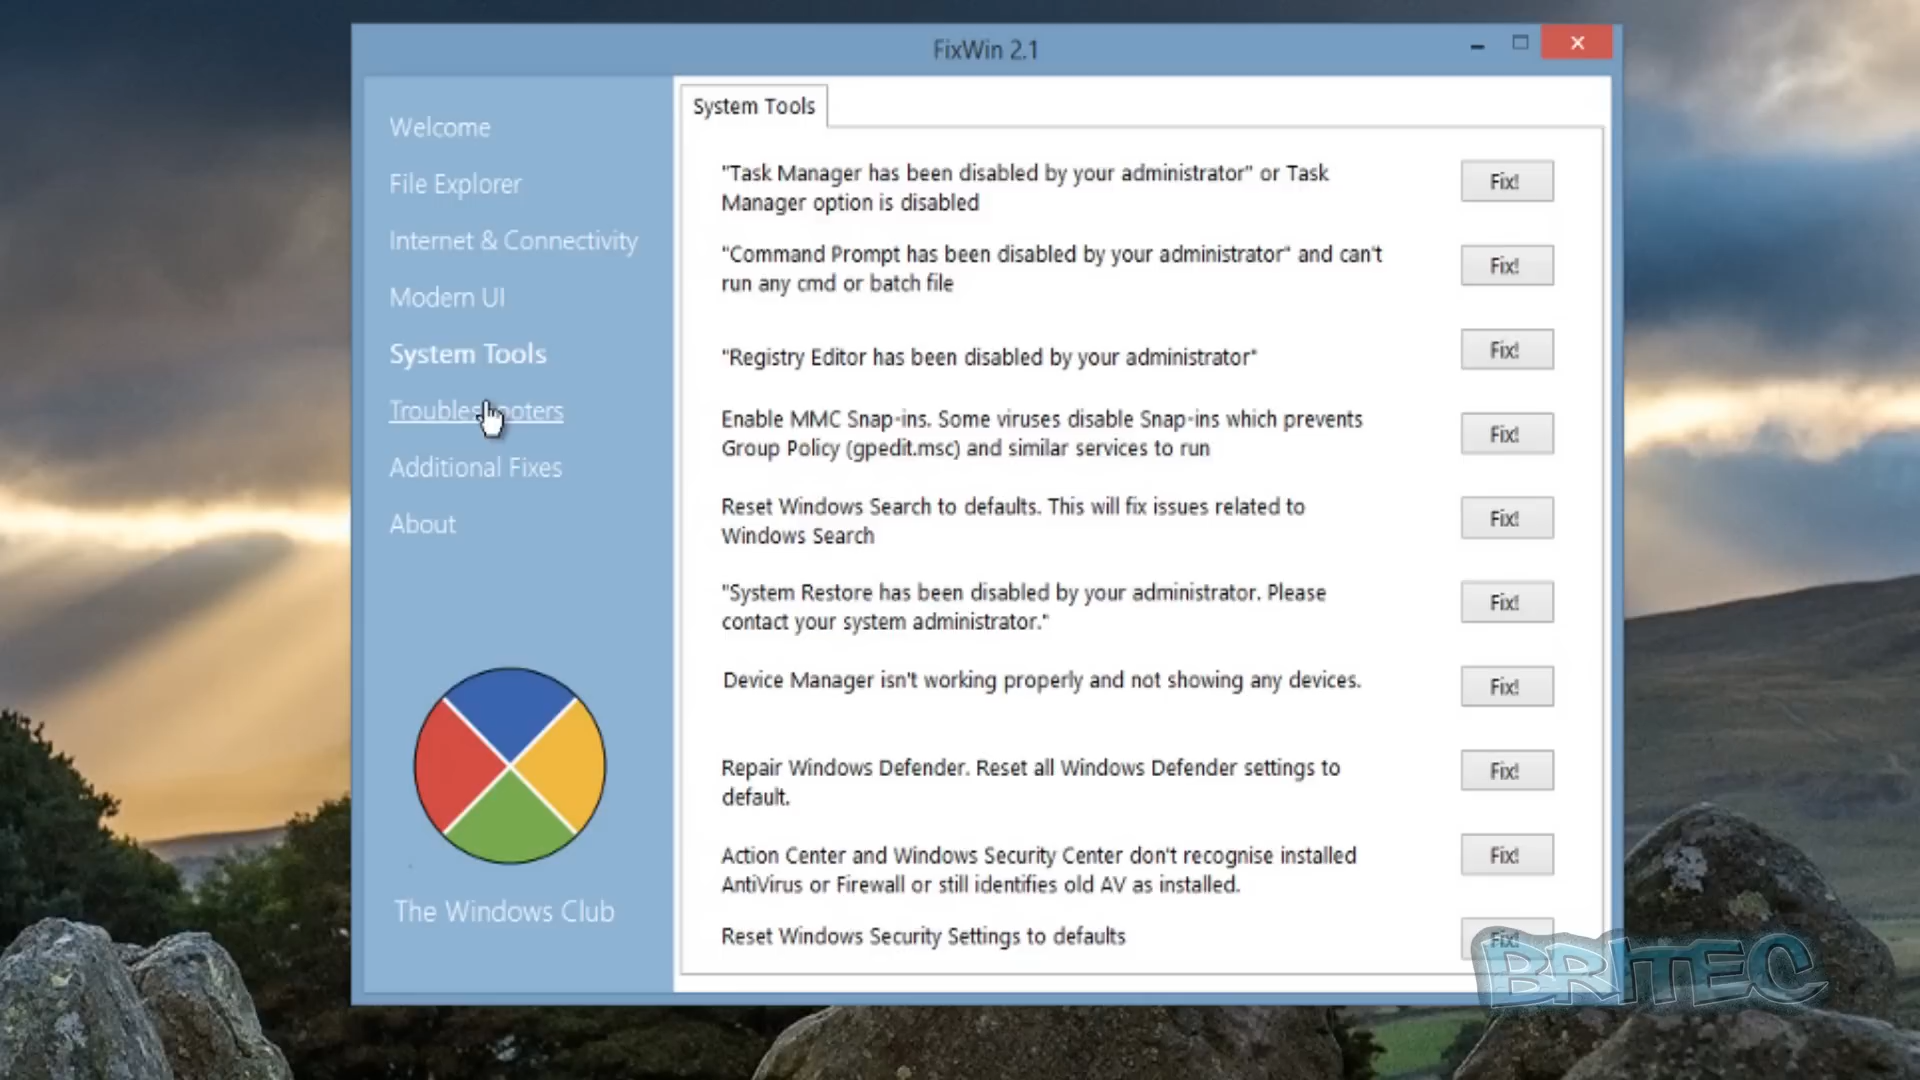 FixWin 2.1
Welcome
File Explorer
Internet & Connectivity
Modern UI
System Tools
Additional Fixes
About
The Windows Club
System Tools
"Task Manager has been disabled by your administrator" or Task
Manager option is disabled
Fix!
"Command Prompt has been disabled by your administrator" and can't
run any cmd or batch file
Fix!
"Registry Editor has been disabled by your administrator"
Fix!
Enable MMC Snap-ins. Some viruses disable Snap-ins which prevents
Group Policy (gpedit.msc) and similar services to run
Fix!
Reset Windows Search to defaults. This will fix issues related to
Windows Search
Fix!
"System Restore has been disabled by your administrator. Please
contact your system administrator."
Fix!
Device Manager isn't working properly and not showing any devices.
Fix!
Repair Windows Defender. Reset all Windows Defender settings to
default.
Fix!
Action Center and Windows Security Center don't recognise installed
AntiVirus or Firewall or still identifies old AV as installed.
Fix!
Reset Windows Security Settings to defaults
Fix!
BRITEC